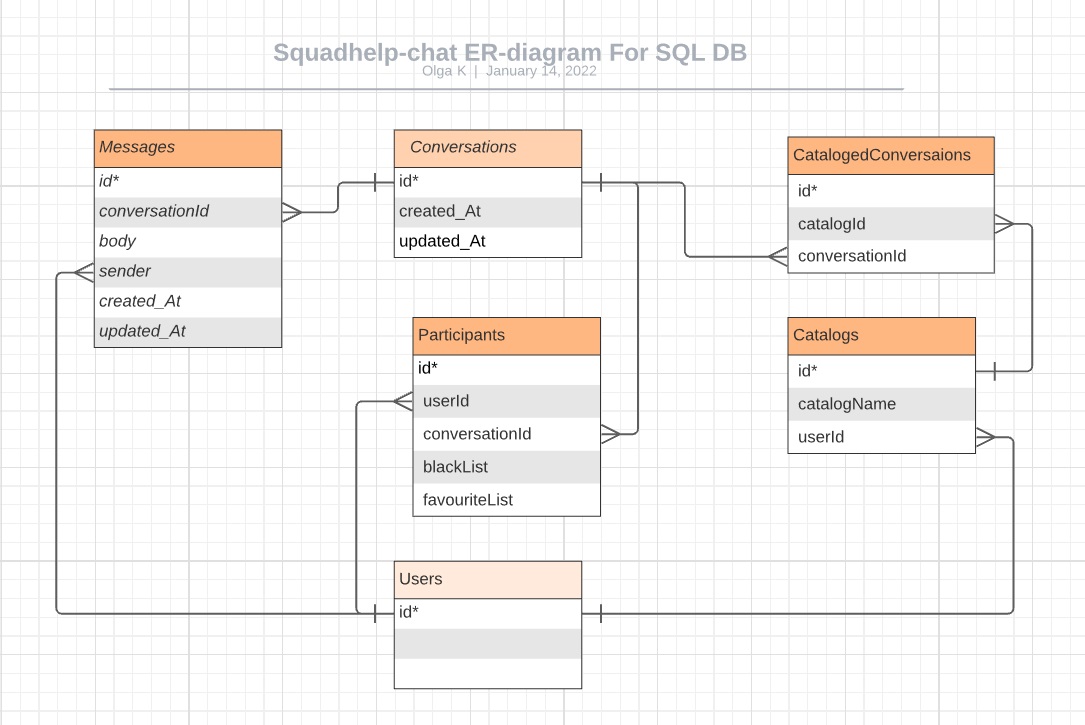 Squadhelp-chat ER-diagram For SQL DB
Olga K | January 14, 2022
Messages
id*
conversationId
body
sender
created_At
updated_At
Conversations
id*
created_At
updated_At
CatalogedConversaions
id*
catalogId
conversationId
Participants
id*
userId
conversationId
blackList
favouriteList
Catalogs
id*
catalogName
userId
Users
id*